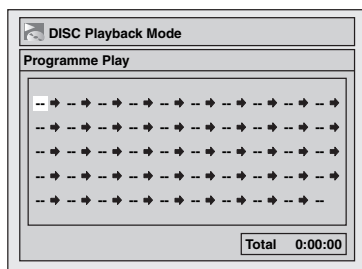 DISC Playback Mode
Programme Play
-- ➔ -- ➔ -- ➔ -- ➔ -- ➔ -- ➔ -- ➔ -- ➔ -- ➔ -- ➔
-- ➔ -- ➔ -- ➔ -- ➔ -- ➔ -- ➔ -- ➔ -- ➔ -- ➔ -- ➔
-- ➔ -- ➔ -- ➔ -- ➔ -- ➔ -- ➔ -- ➔ -- ➔ -- ➔ -- ➔
-- ➔ -- ➔ -- ➔ -- ➔ -- ➔ -- ➔ -- ➔ -- ➔ -- ➔ -- ➔
-- ➔ -- ➔ -- ➔ -- ➔ -- ➔ -- ➔ -- ➔ -- ➔ -- ➔ --
Total 0:00:00